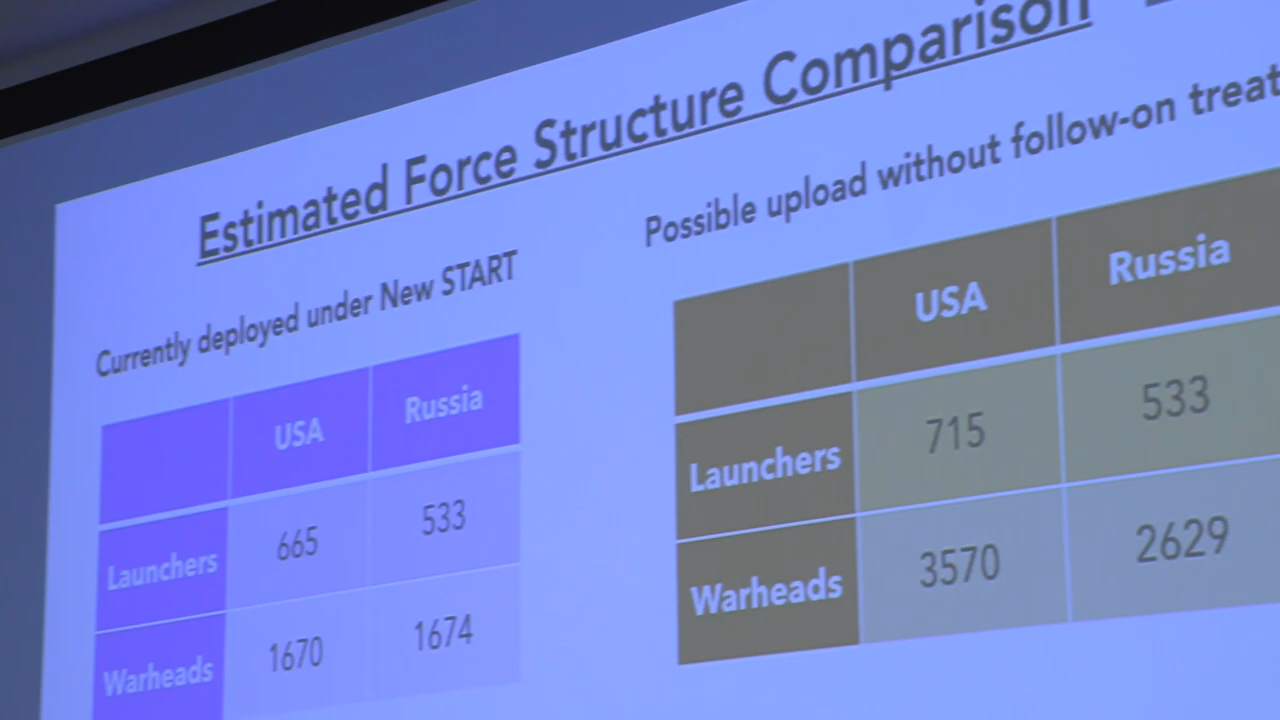 Estimated Force Structure Comparison
Currently deployed under New START
USA Russia
Launchers 665 533
Warheads 1670 1674
Possible upload without follow-on
USA Russia
Launchers 715 533
Warheads 3570 2629